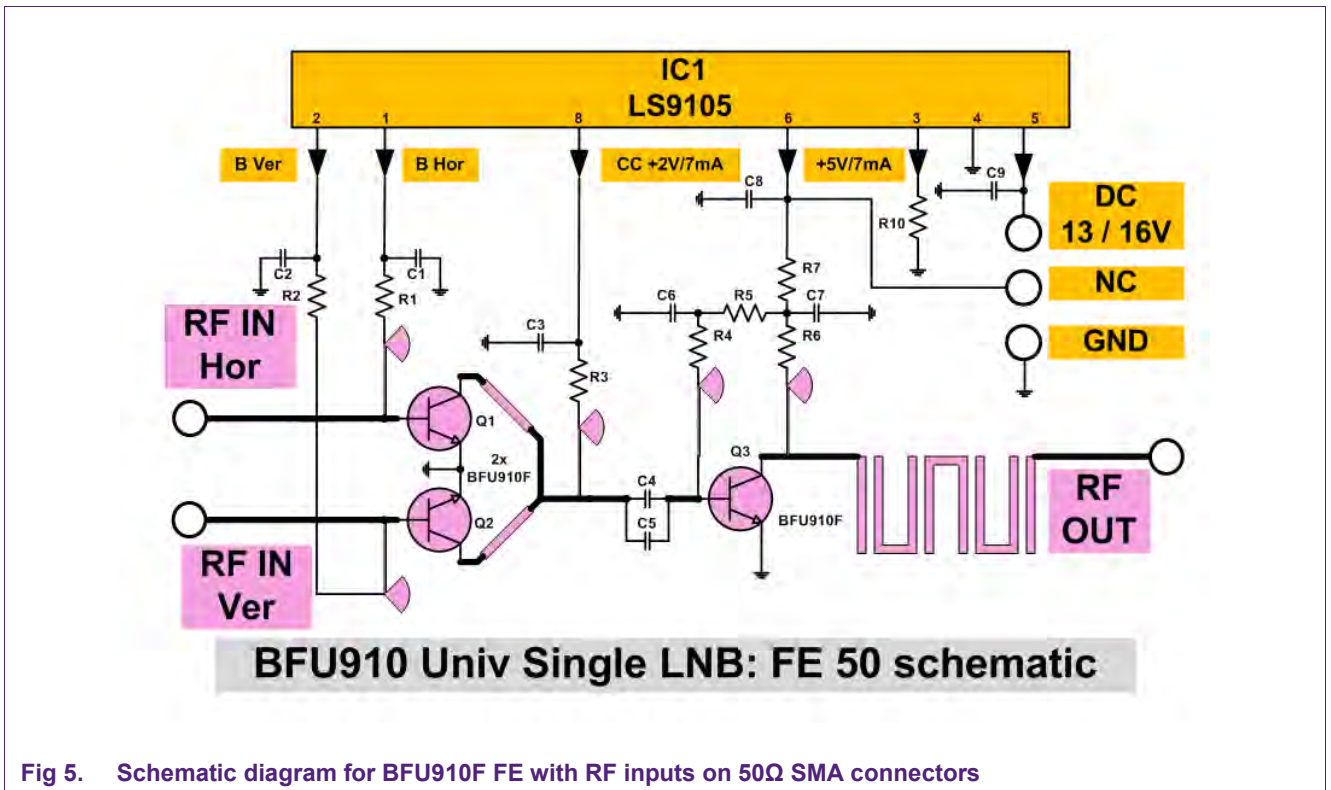 IC1
LS9105
2
1
8
6
3
4
5
B Ver
B Hor
CC +2V/7mA
+5V/7mA
C8
C9
DC
13 / 16V
R10
C2
C1
R2
R1
R7
NC
C6
R5
C7
RF IN
Hor
C3
R4
R6
GND
R3
Q1
2x
BFU910F
Q3
C4
Q2
C5
BFU910F
RF
OUT
RF IN
Ver
BFU910 Univ Single LNB: FE 50 schematic
Fig 5. Schematic diagram for BFU910F FE with RF inputs on 50Ω SMA connectors